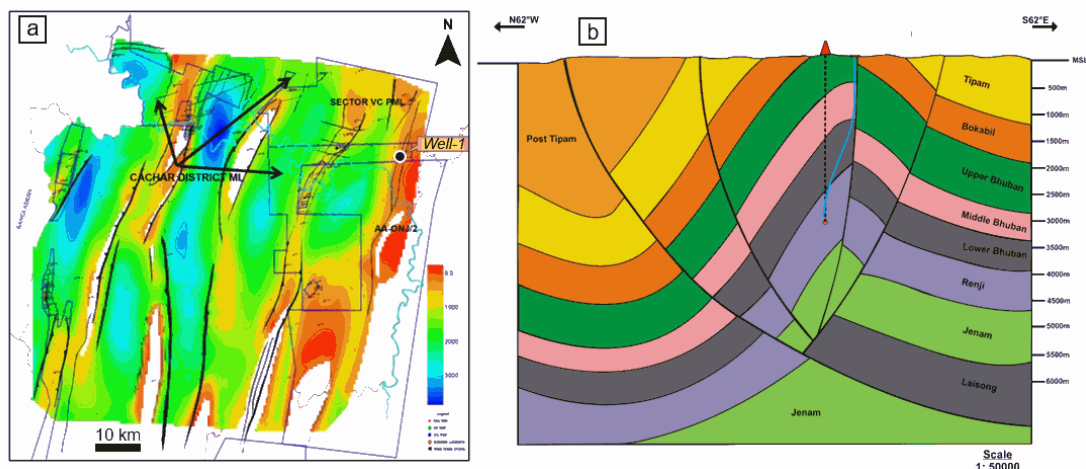 a
N
SECTOR VC PML
Well-1
CACHAR DISTRICT ML
AA-ONJ/2
10 km
b
N62°W
S62°E
MSL
Tipam
500m
Bokabil
1000m
1500m
Post Tipam
Upper Bhuban
2000m
2500m
Middle Bhuban
3000m
Lower Bhuban
3500m
Renji
4000m
4500m
Jenam
5000m
5500m
Laisong
6000m
Jenam
Scale
1: 50000